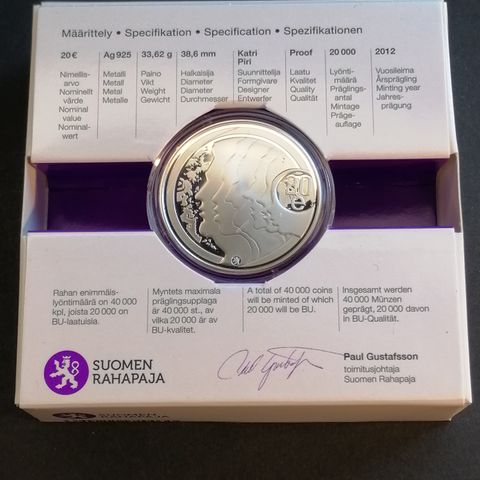 Määrittely • Specifikation • Specification • Spezifikationen
20 € Ag 925 33,62 g 38,6 mm Katri Piri Proof 20 000 2012
Nimellis-
arvo
Nominellt
värde
Nominal
value
Nominal-
wert
Metalli
Metall
Metal
Metalle
Paino
Vikt
Weight
Gewicht
Halkaisija
Diameter
Diameter
Durchmesser
Suunnittelija
Formgivare
Designer
Entwerfer
Laatu
Kvalitet
Quality
Qualität
Lyönti-
määrä
Präglings-
antal
Mintage
Präge-
auflage
Vuosileima
Årsprägling
Minting year
Jahres-
prägung
20
Rahan enimmäis-
lyöntimäärä on 40 000
kpl, joista 20 000 on
BU-laatuisia.
Myntets maximala
präglingsupplaga
är 40 000 st., av
vilka 20 000 är av
BU-kvalitet.
A total of 40 000 coins
will be minted of which
20 000 will be BU.
Insgesamt werden
40 000 Münzen
geprägt, 20 000 davon
in BU-Qualität.
SUOMEN
RAHAPAJA
Paul Gustafsson
toimitusjohtaja
Suomen Rahapaja
SUOMEN
RAHAPAJA